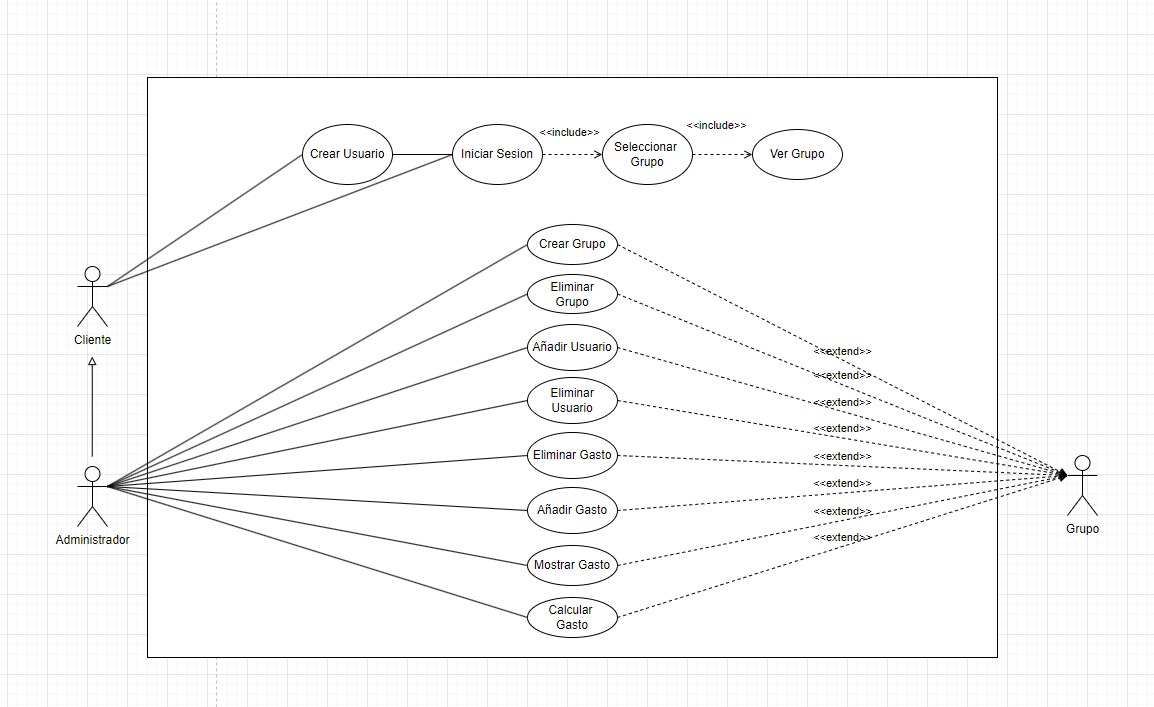 <<include>>
<<include>>
Crear Usuario
Iniciar Sesion
Seleccionar
Grupo
Ver Grupo
Crear Grupo
Eliminar
Grupo
Cliente
Añadir Usuario
<<extend>>
<<extend>>
Eliminar
Usuario
<<extend>>
<<extend>>
Eliminar Gasto
<<extend>>
<<extend>>
Añadir Gasto
<<extend>>
Grupo
Administrador
<<extend>>
Mostrar Gasto
Calcular
Gasto